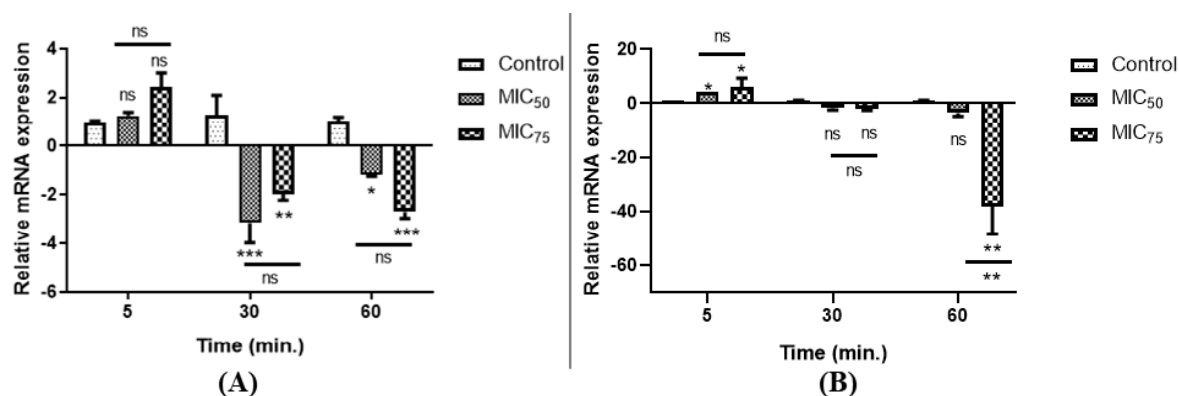 ns
ns
ns
4
2
0
-2
-4
-6
Relative mRNA expression
***
**
ns
*
***
ns
5
30
60
Time (min.)
Control
MIC₅₀
MIC₇₅
(A)
ns
*
*
20
0
-20
-40
-60
Relative mRNA expression
ns
ns
ns
ns
**
**
5
30
60
Time (min.)
Control
MIC₅₀
MIC₇₅
(B)